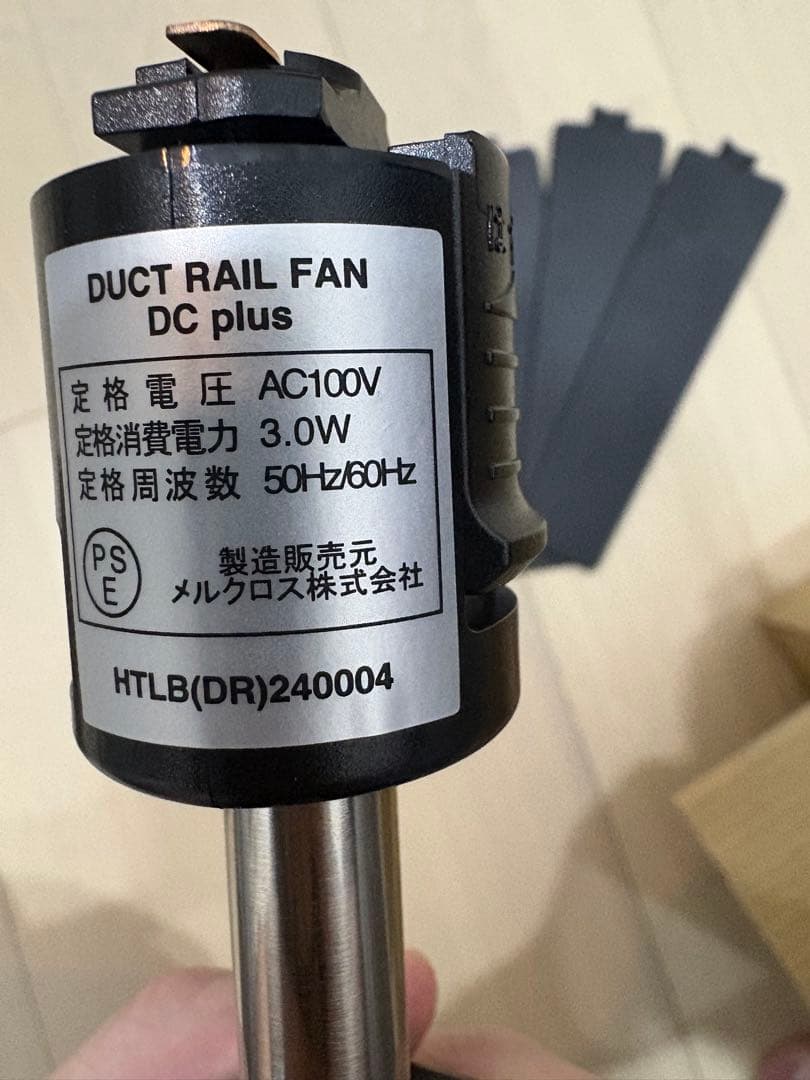 DUCT RAIL FAN
DC plus
定格電圧 AC100V
定格消費電力 3.0W
定格周波数 50Hz/60Hz
PS
E
製造販売元
メルクロス株式会社
HTLB(DR)240004